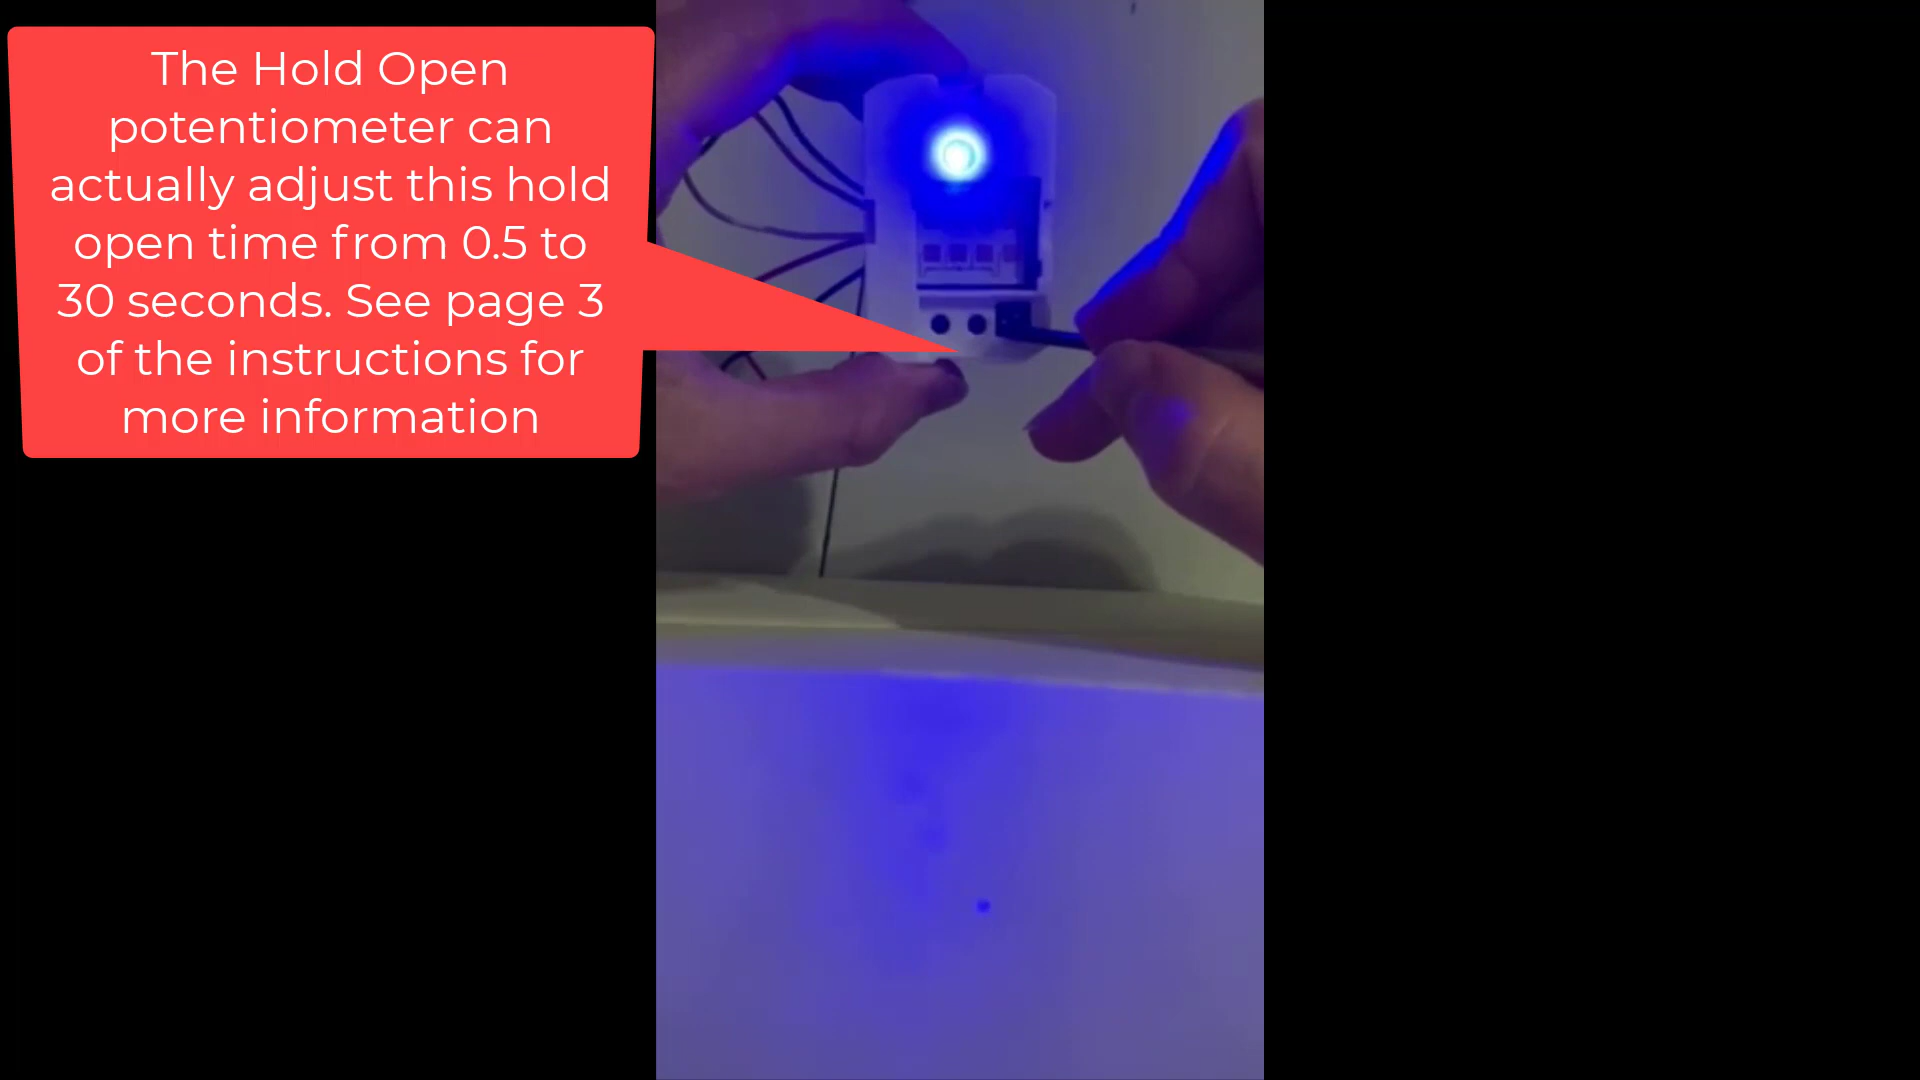 The Hold Open
potentiometer can
actually adjust this hold
open time from 0.5 to
30 seconds. See page 3
of the instructions for
more information